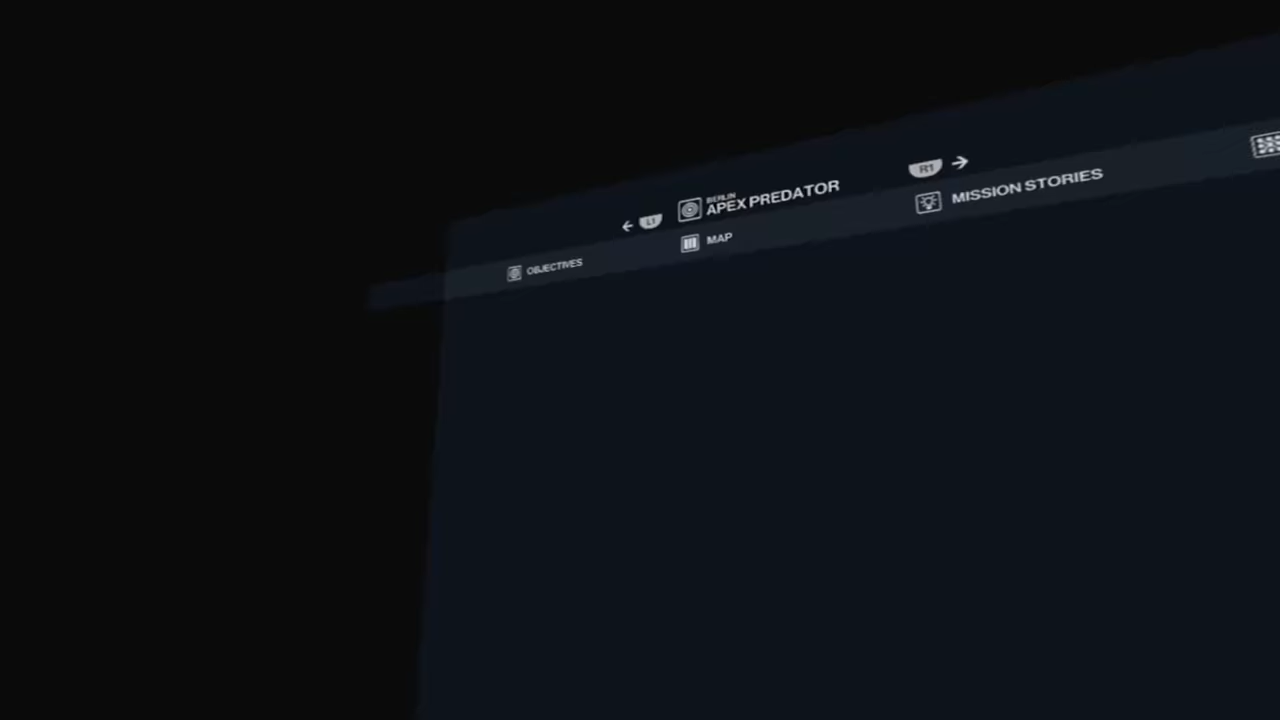 BERLIN
L1 APEX PREDATOR R1
OBJECTIVES MAP MISSION STORIES